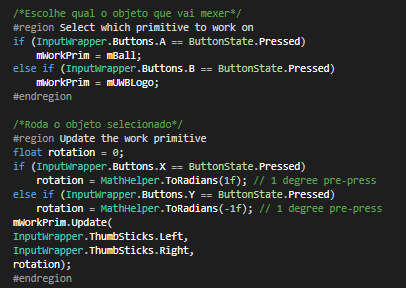 /*Escolhe qual o objeto que vai mexer*/
#region Select which primitive to work on
if (InputWrapper.Buttons.A == ButtonState.Pressed)
    mWorkPrim = mBall;
else if (InputWrapper.Buttons.B == ButtonState.Pressed)
    mWorkPrim = mUWBLogo;
#endregion

/*Roda o objeto selecionado*/
#region Update the work primitive
float rotation = 0;
if (InputWrapper.Buttons.X == ButtonState.Pressed)
    rotation = MathHelper.ToRadians(1f); // 1 degree pre-press
else if (InputWrapper.Buttons.Y == ButtonState.Pressed)
    rotation = MathHelper.ToRadians(-1f); // 1 degree pre-press
mWorkPrim.Update(
InputWrapper.ThumbSticks.Left,
InputWrapper.ThumbSticks.Right,
rotation);
#endregion